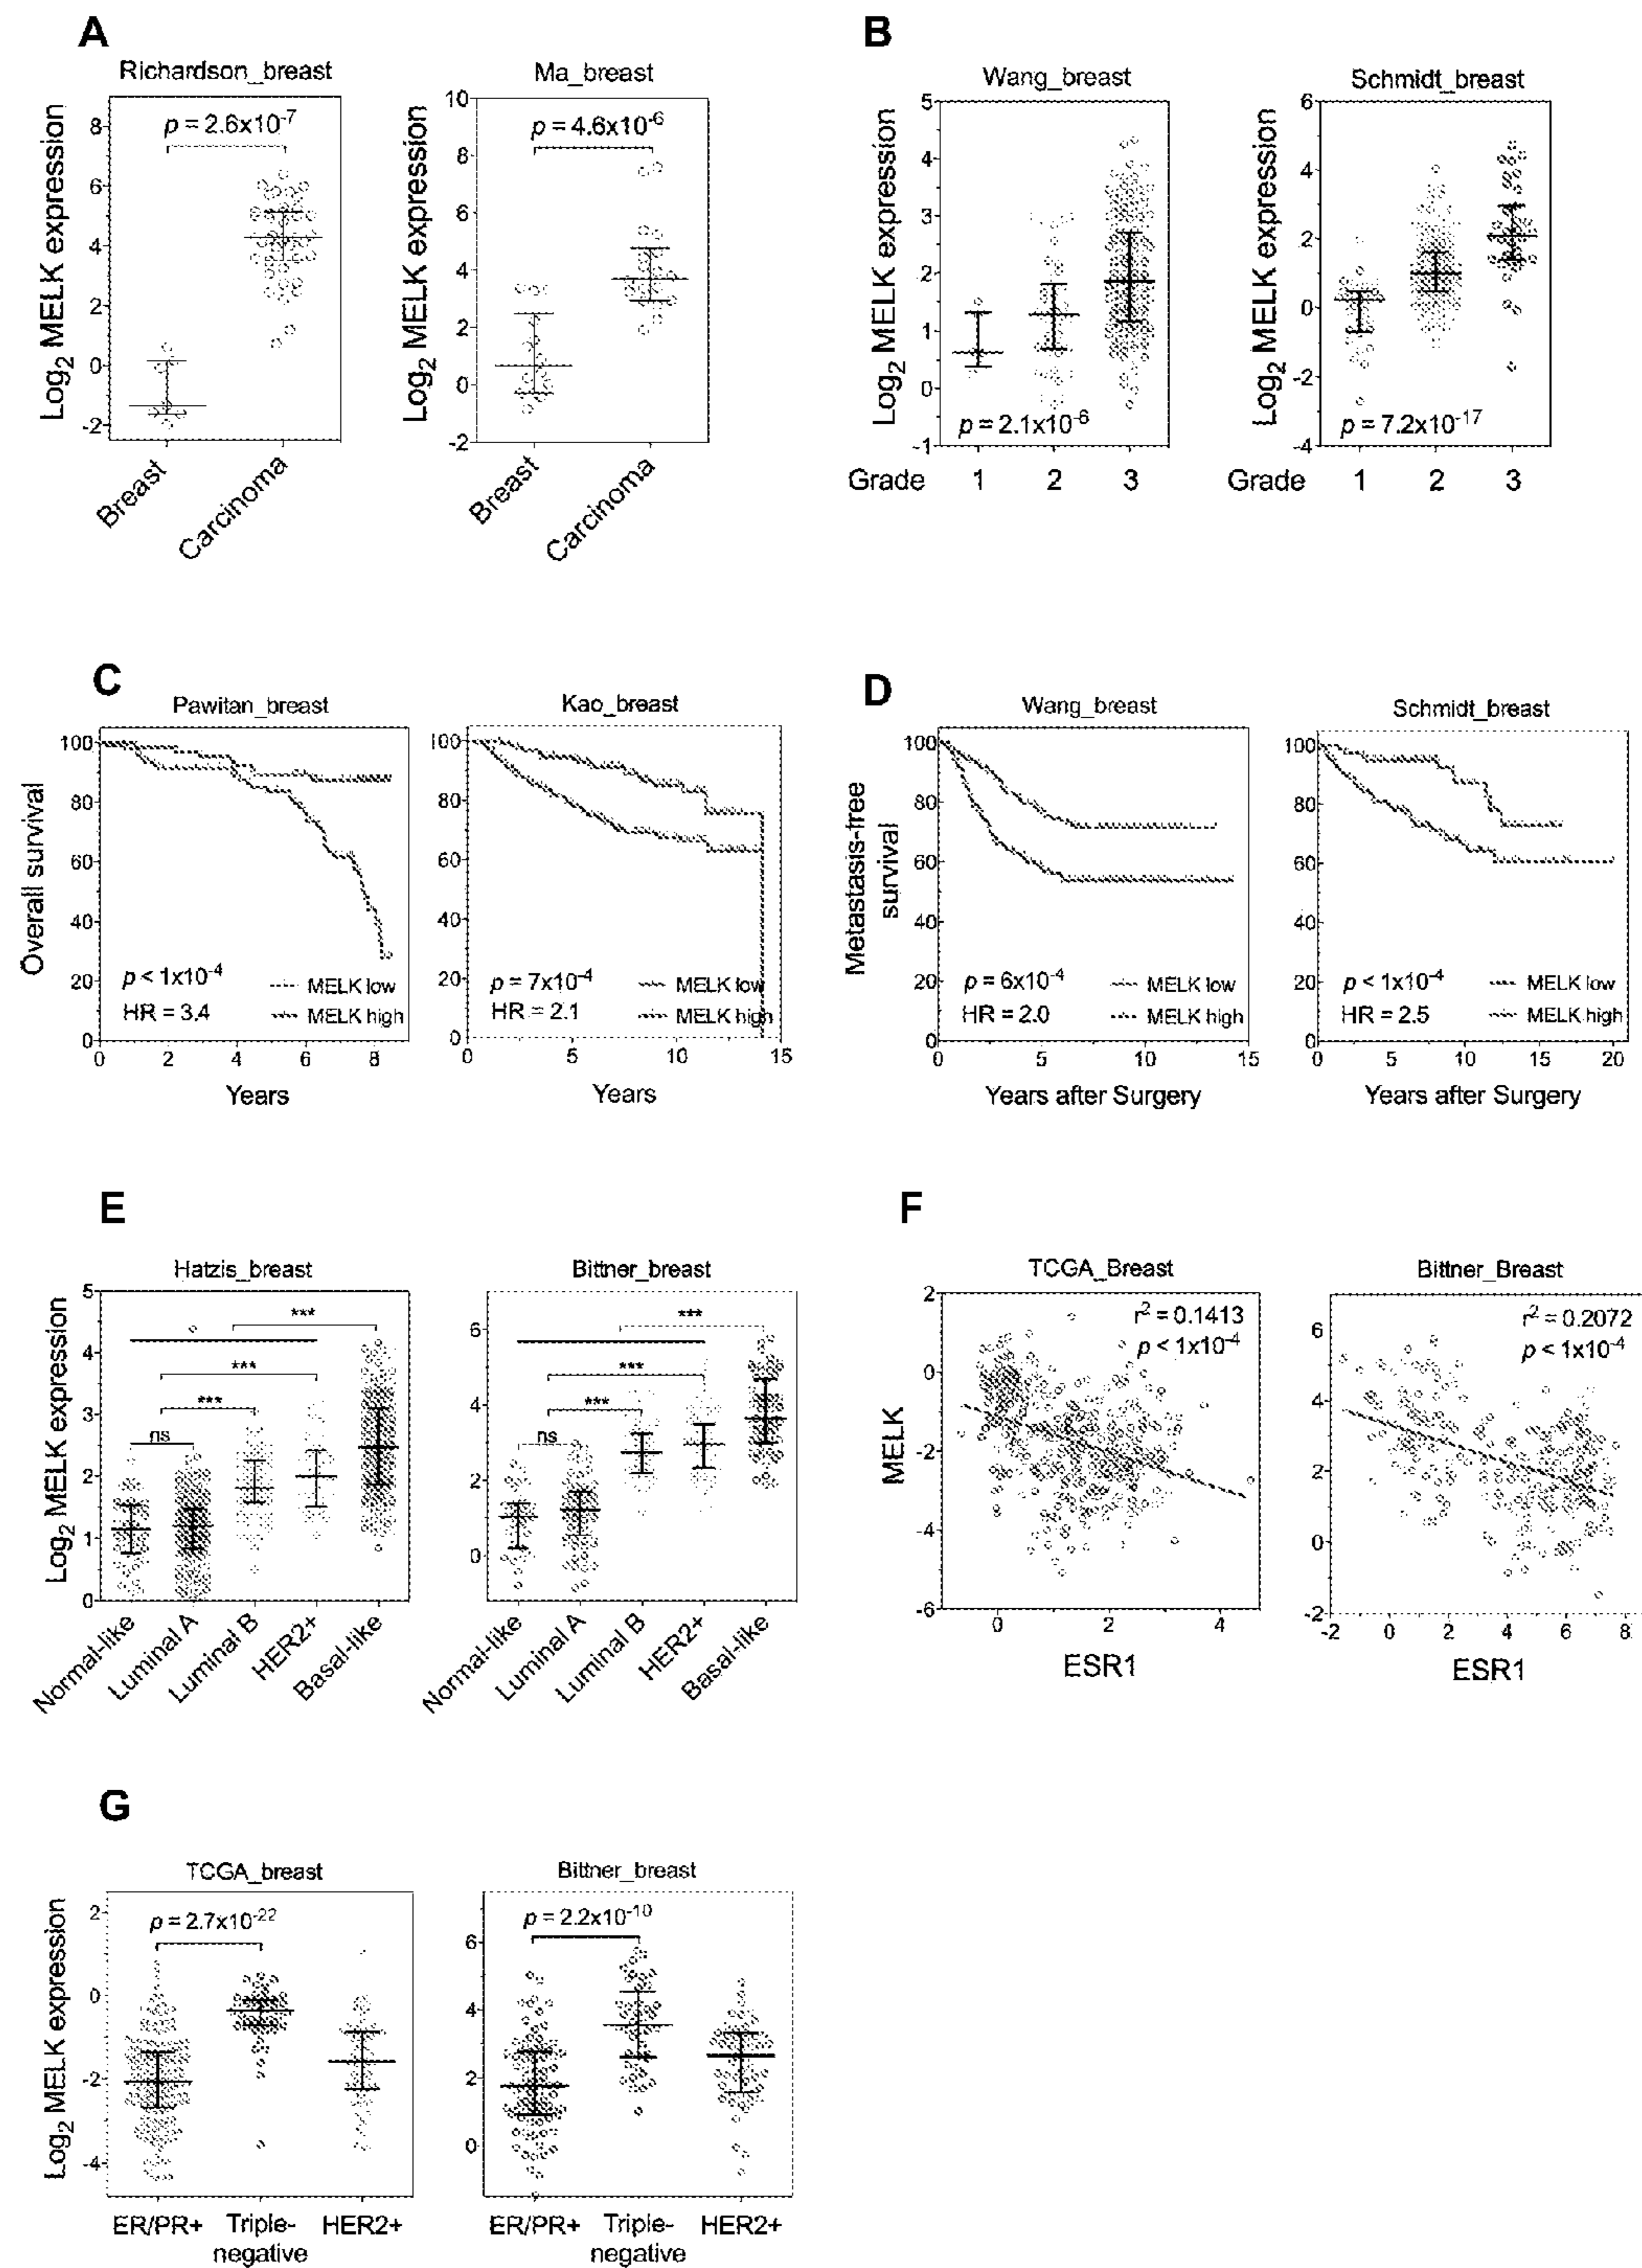 A
Richardson_breast
Ma_breast
p = 2.6x10-7
p = 4.6x10-6
Log2 MELK expression
8
6
4
2
0
-2
Breast
Carcinoma
Log2 MELK expression
10
8
6
4
2
0
-2
Breast
Carcinoma
B
Wang_breast
Schmidt_breast
Log2 MELK expression
5
4
3
2
1
0
-1
p = 2.1x10-6
Grade 1 2 3
Log2 MELK expression
6
4
2
0
-2
-4
p = 7.2x10-17
Grade 1 2 3
C
Pawitan_breast
Overall survival
100
80
60
40
20
0
p < 1x10-4
HR = 3.4
MELK low
MELK high
0 2 4 6 8
Years
Kao_breast
100
80
60
40
20
0
p = 7x10-4
HR = 2.1
MELK low
MELK high
0 5 10 15
Years
D
Wang_breast
Metastasis-free
survival
100
80
60
40
20
0
p = 6x10-4
HR = 2.0
MELK low
MELK high
0 5 10 15
Years after Surgery
Schmidt_breast
100
80
60
40
20
0
p < 1x10-4
HR = 2.5
MELK low
MELK high
0 5 10 15 20
Years after Surgery
E
Hatzis_breast
Log2 MELK expression
5
4
3
2
1
0
***
***
***
ns
Normal-like
Luminal A
Luminal B
HER2+
Basal-like
Bittner_breast
6
4
2
0
***
***
***
ns
Normal-like
Luminal A
Luminal B
HER2+
Basal-like
F
TCGA_Breast
r2 = 0.1413
p < 1x10-4
MELK
2
0
-2
-4
-6
0 2 4
ESR1
Bittner_Breast
r2 = 0.2072
p < 1x10-4
6
4
2
0
-2
-2 0 2 4 6 8
ESR1
G
TCGA_breast
p = 2.7x10-22
Log2 MELK expression
2
0
-2
-4
ER/PR+ Triple-negative HER2+
Bittner_breast
p = 2.2x10-10
6
4
2
0
ER/PR+ Triple-negative HER2+